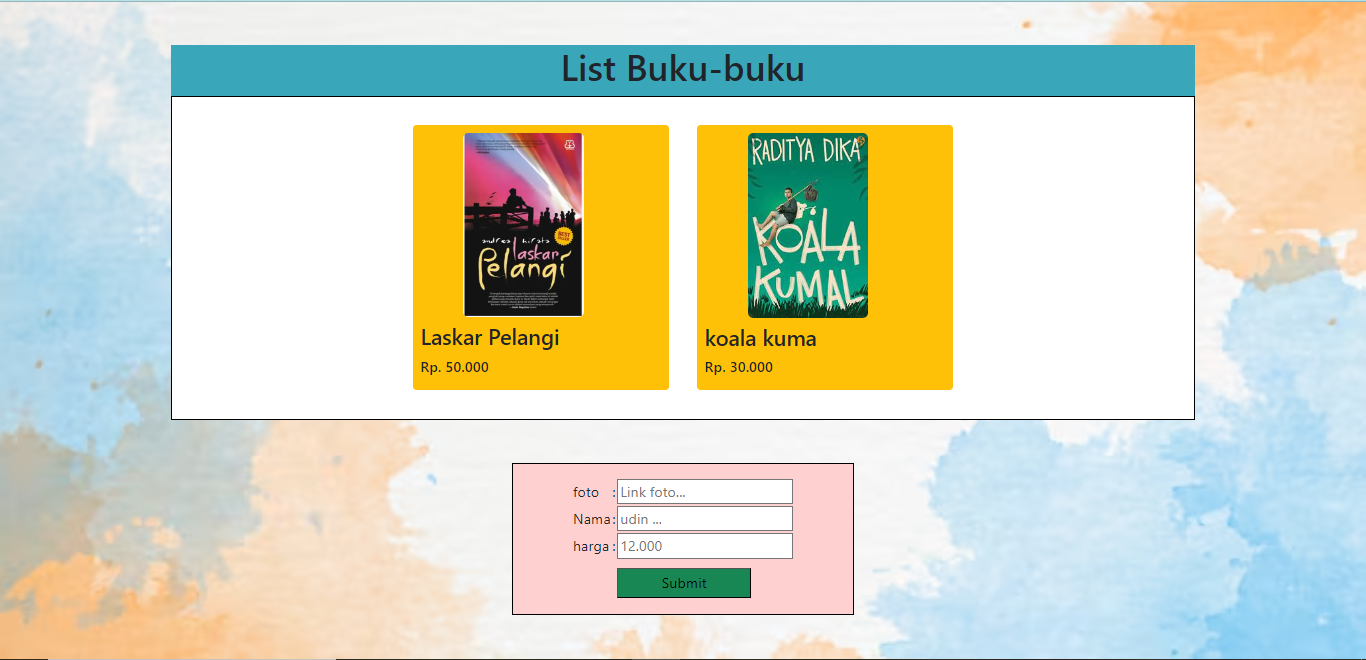 List Buku-buku
BEST
SELLER
andrea hirata
laskar
Pelangi
RADITYA DIKA
KOALA
KUMAL
Laskar Pelangi
koala kuma
Rp. 50.000
Rp. 30.000
foto : Link foto...
Nama : udin ...
harga : 12.000
Submit